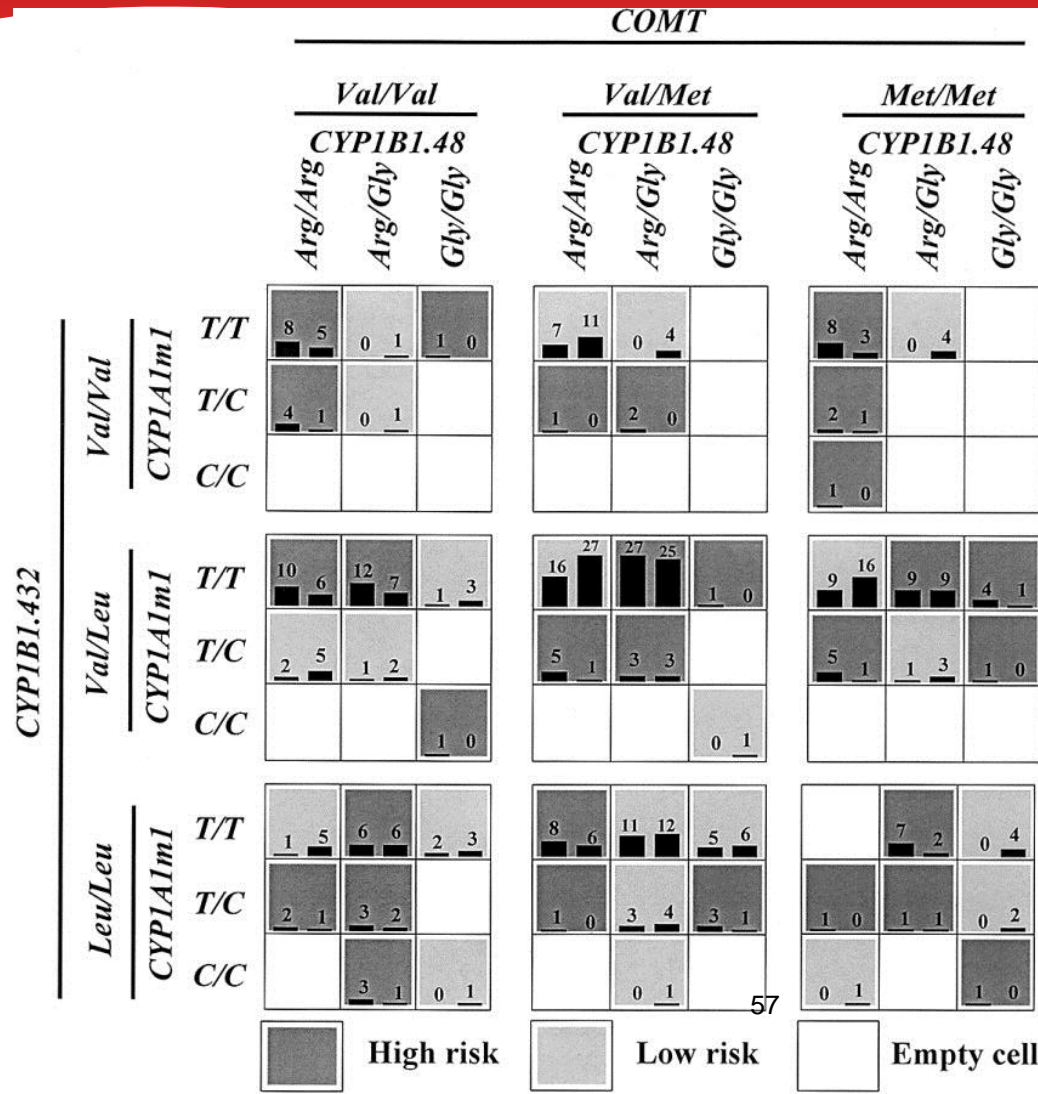 COMT
Val/Val Val/Met Met/Met
CYP1B1.48 CYP1B1.48 CYP1B1.48
Arg/Arg Arg/Gly Gly/Gly Arg/Arg Arg/Gly Gly/Gly Arg/Arg Arg/Gly Gly/Gly
CYP1B1.432
Val/Val
CYP1A1m1
T/T 8 5 0 1 1 0 7 11 0 4 8 3 0 4
T/C 4 1 0 1 1 0 2 0 2 1
C/C 1 0
Val/Leu
CYP1A1m1
T/T 10 6 12 7 1 3 16 27 27 25 1 0 9 16 9 9 4 1
T/C 2 5 1 2 5 1 3 3 5 1 1 3 1 0
C/C 1 0 0 1
Leu/Leu
CYP1A1m1
T/T 1 5 6 6 2 3 8 6 11 12 5 6 7 2 0 4
T/C 2 1 3 2 1 0 3 4 3 1 1 0 1 1 0 2
C/C 3 1 0 1 0 1 0 1 1 0
57
High risk Low risk Empty cell